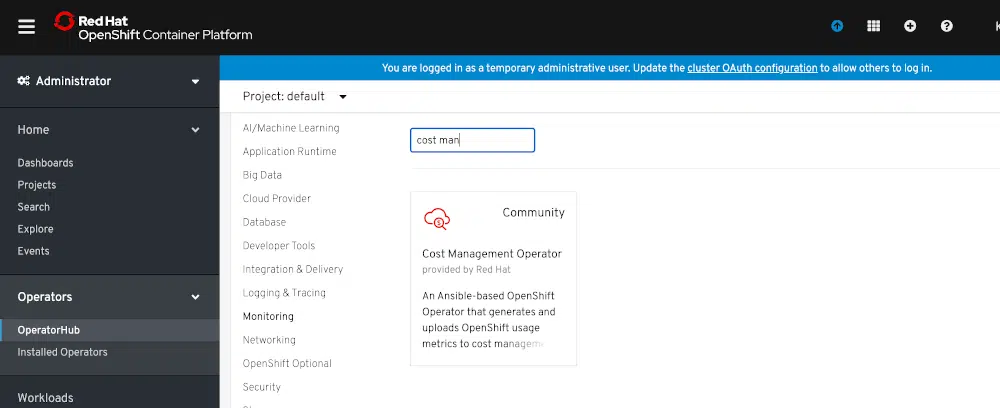 Red Hat
OpenShift Container Platform
K
Administrator
You are logged in as a temporary administrative user. Update the cluster OAuth configuration to allow others to log in.
Project: default
Home
Dashboards
Projects
Search
Explore
Events
Operators
OperatorHub
Installed Operators
Workloads
AI/Machine Learning
Application Runtime
Big Data
Cloud Provider
Database
Developer Tools
Integration & Delivery
Logging & Tracing
Monitoring
Networking
OpenShift Optional
Security
cost man
Community
Cost Management Operator
provided by Red Hat
An Ansible-based OpenShift
Operator that generates and
uploads OpenShift usage
metrics to cost manageme